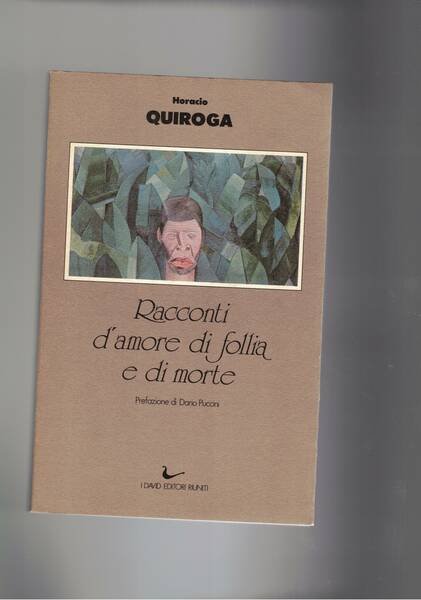 Horacio
QUIROGA
Racconti
d'amore di follia
e di morte
Prefazione di Dario Puccini
I DAVID EDITORI RIUNITI